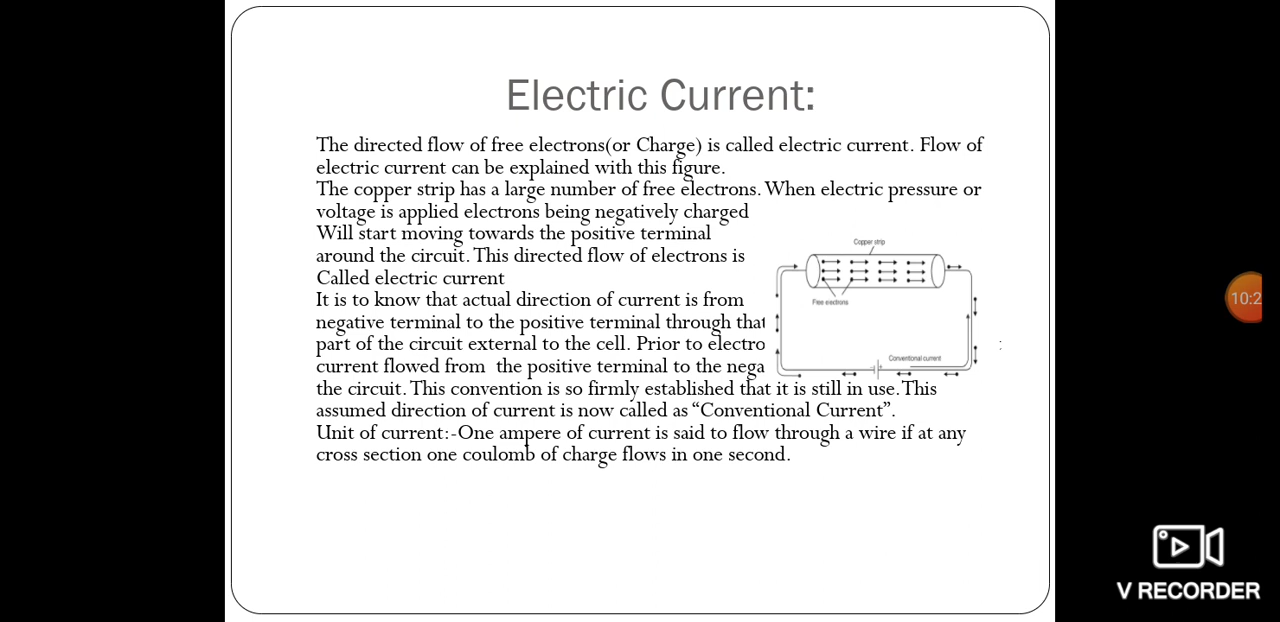 Electric Current:
The directed flow of free electrons(or Charge) is called electric current. Flow of
electric current can be explained with this figure.
The copper strip has a large number of free electrons. When electric pressure or
voltage is applied electrons being negatively charged
Will start moving towards the positive terminal
around the circuit. This directed flow of electrons is
Called electric current
It is to know that actual direction of current is from
negative terminal to the positive terminal through that
part of the circuit external to the cell. Prior to electro
:
current flowed from the positive terminal to the nega
the circuit. This convention is so firmly established that it is still in use. This
assumed direction of current is now called as “Conventional Current”.
Unit of current:-One ampere of current is said to flow through a wire if at any
cross section one coulomb of charge flows in one second.
Copper strip
Free electrons
Conventional current
10:2
V RECORDER